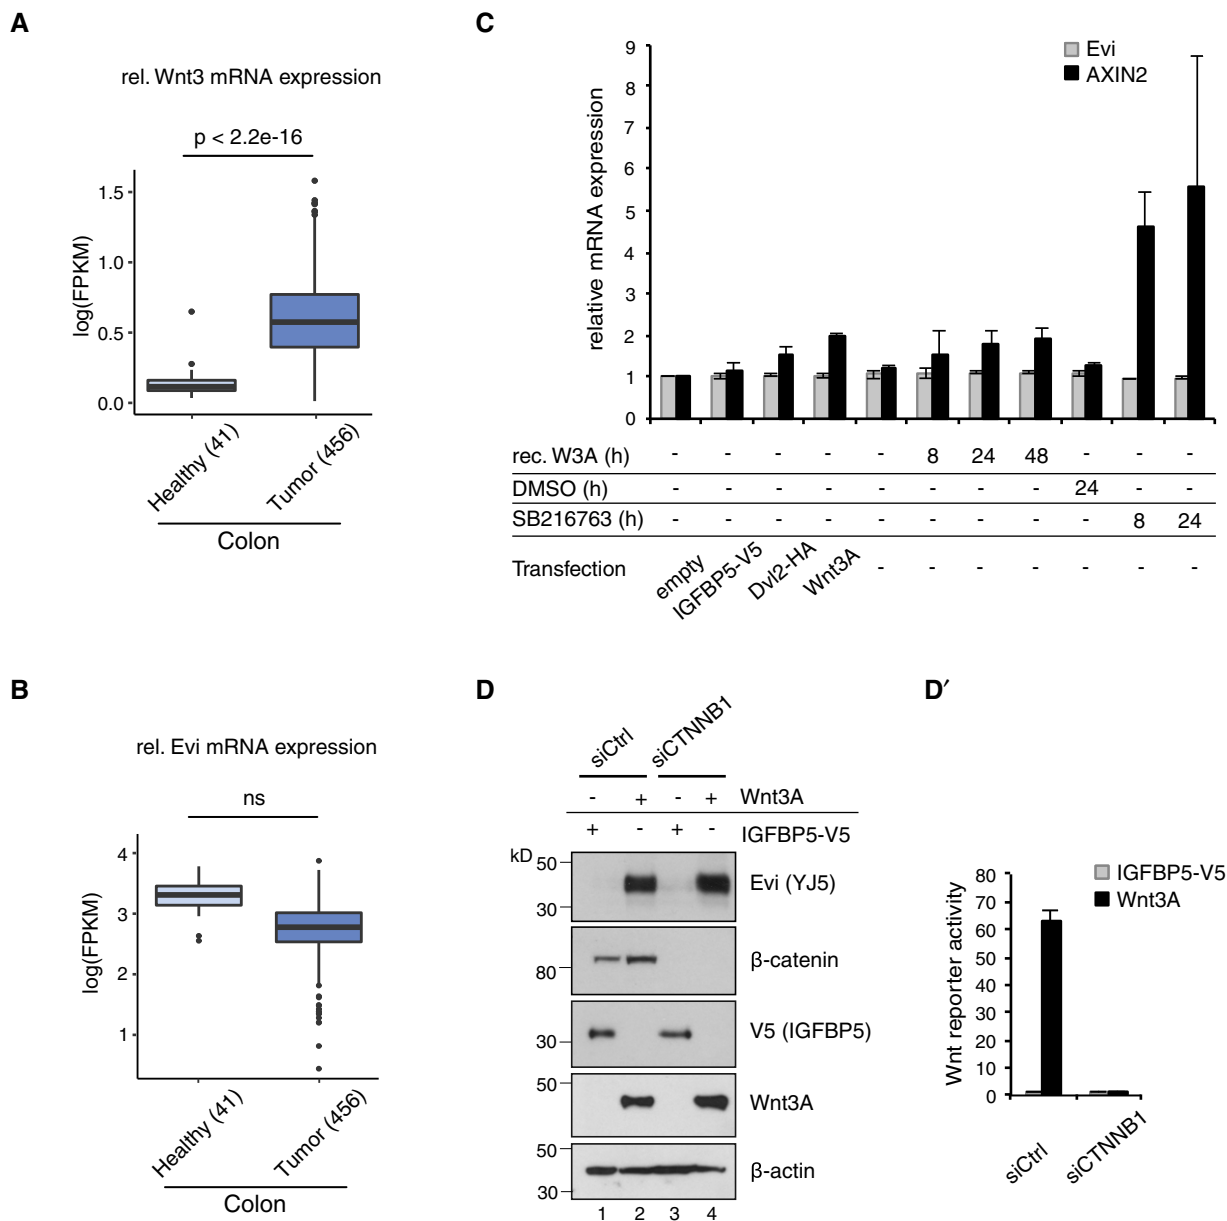 A
rel. Wnt3 mRNA expression
p < 2.2e-16
log(FPKM)
1.5
1.0
0.5
0.0
Healthy (41)
Tumor (456)
Colon
C
relative mRNA expression
9
8
7
6
5
4
3
2
1
0
Evi
AXIN2
rec. W3A (h) - - - - - 8 24 48 - - -
DMSO (h) - - - - - - - - 24 - -
SB216763 (h) - - - - - - - - - 8 24
Transfection empty IGFBP5-V5 Dvl2-HA Wnt3A - - - - - - -
B
rel. Evi mRNA expression
ns
log(FPKM)
4
3
2
1
Healthy (41)
Tumor (456)
Colon
D
siCtrl siCTNNB1
- + - + Wnt3A
+ - + - IGFBP5-V5
kD
50
30
Evi (YJ5)
80
β-catenin
30
V5 (IGFBP5)
50
Wnt3A
50
30
β-actin
1 2 3 4
D′
Wnt reporter activity
80
70
60
50
40
30
20
10
0
IGFBP5-V5
Wnt3A
siCtrl
siCTNNB1